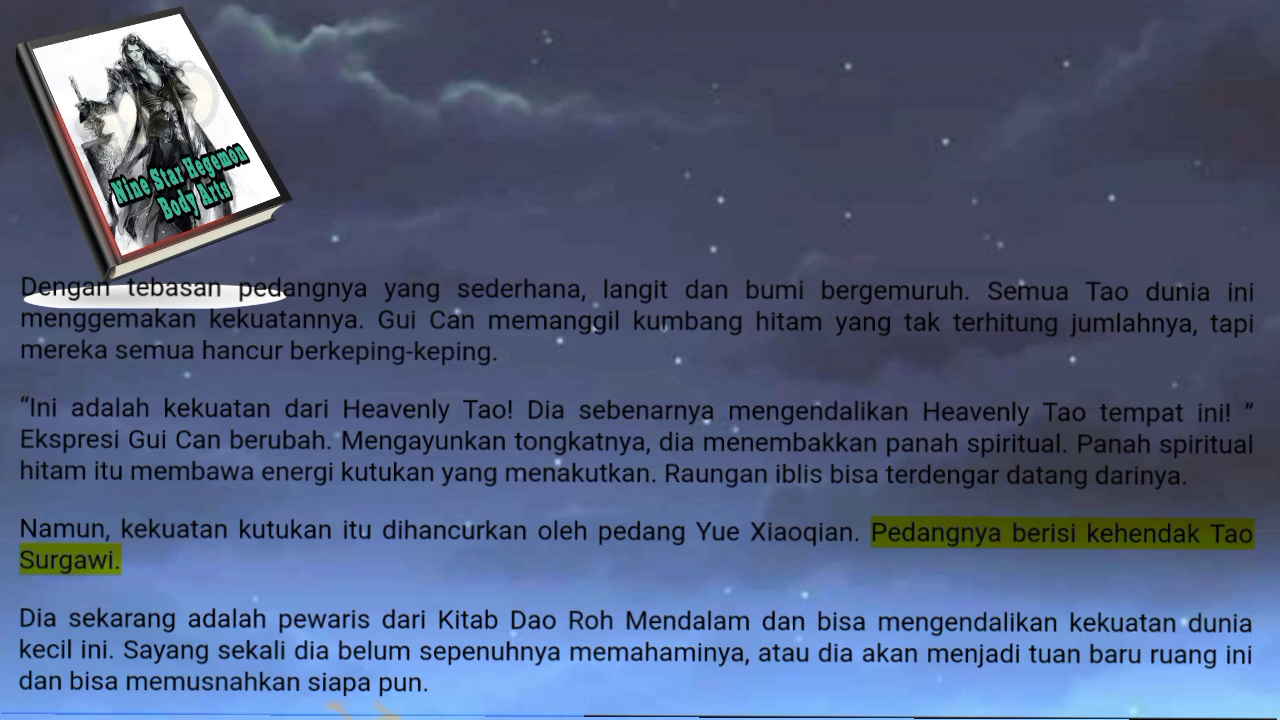 Nine Star Hegemon
Body Arts
Dengan tebasan pedangnya yang sederhana, langit dan bumi bergemuruh. Semua Tao dunia ini
menggemakan kekuatannya. Gui Can memanggil kumbang hitam yang tak terhitung jumlahnya, tapi
mereka semua hancur berkeping-keping.
“Ini adalah kekuatan dari Heavenly Tao! Dia sebenarnya mengendalikan Heavenly Tao tempat ini! ”
Ekspresi Gui Can berubah. Mengayunkan tongkatnya, dia menembakkan panah spiritual. Panah spiritual
hitam itu membawa energi kutukan yang menakutkan. Raungan iblis bisa terdengar datang darinya.
Namun, kekuatan kutukan itu dihancurkan oleh pedang Yue Xiaoqian. Pedangnya berisi kehendak Tao
Surgawi.
Dia sekarang adalah pewaris dari Kitab Dao Roh Mendalam dan bisa mengendalikan kekuatan dunia
kecil ini. Sayang sekali dia belum sepenuhnya memahaminya, atau dia akan menjadi tuan baru ruang ini
dan bisa memusnahkan siapa pun.